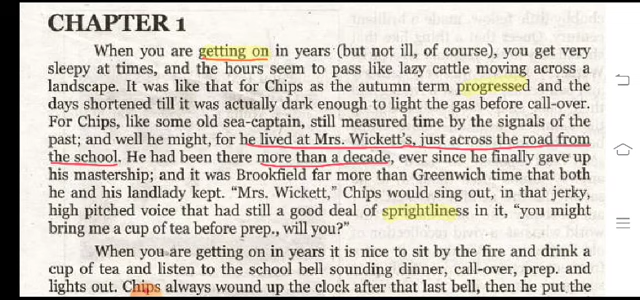 CHAPTER 1
When you are getting on in years (but not ill, of course), you get very
sleepy at times, and the hours seem to pass like lazy cattle moving across a
landscape. It was like that for Chips as the autumn term progressed and the
days shortened till it was actually dark enough to light the gas before call-over.
For Chips, like some old sea-captain, still measured time by the signals of the
past; and well he might, for he lived at Mrs. Wickett's, just across the road from
the school. He had been there more than a decade, ever since he finally gave up
his mastership; and it was Brookfield far more than Greenwich time that both
he and his landlady kept. "Mrs. Wickett," Chips would sing out, in that jerky,
high pitched voice that had still a good deal of sprightliness in it, "you might
bring me a cup of tea before prep., will you?"
When you are getting on in years it is nice to sit by the fire and drink a
cup of tea and listen to the school bell sounding dinner, call-over, prep. and
lights out. Chips always wound up the clock after that last bell, then he put the